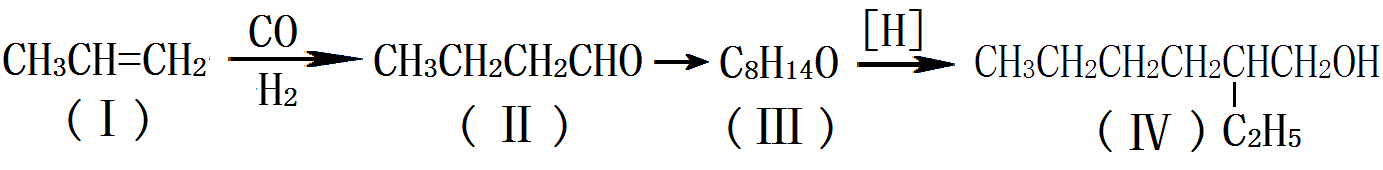 CH3CH=CH2 CO H2 CH3CH2CH2CHO C8H14O [H] CH3CH2CH2CH2CHCH2OH
C2H5
(Ⅰ) (Ⅱ) (Ⅲ) (Ⅳ)